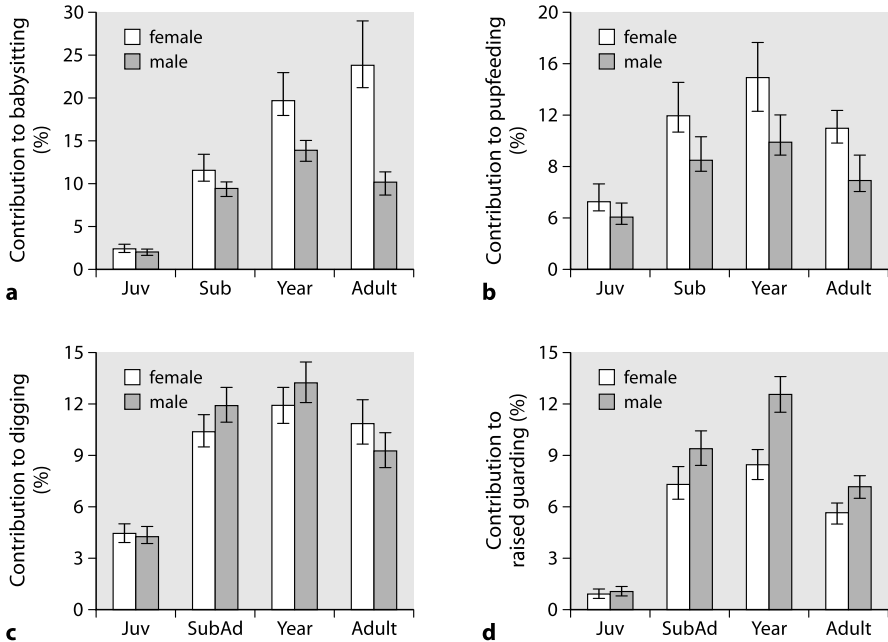 Contribution to babysitting
(%)
30
25
20
15
10
5
0
female
male
Juv Sub Year Adult
a
Contribution to pupfeeding
(%)
20
16
12
8
6
0
female
male
Juv Sub Year Adult
b
Contribution to digging
(%)
15
12
9
6
3
0
female
male
Juv SubAd Year Adult
c
Contribution to
raised guarding (%)
15
12
9
6
3
0
female
male
Juv SubAd Year Adult
d